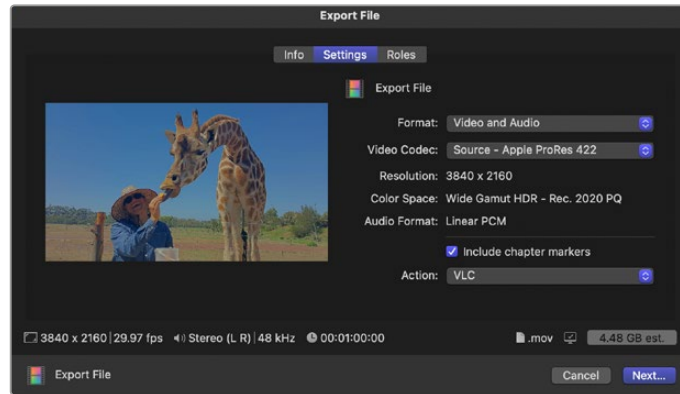 Export File
Info Settings Roles
Export File
Format: Video and Audio
Video Codec: Source - Apple ProRes 422
Resolution: 3840 x 2160
Color Space: Wide Gamut HDR - Rec. 2020 PQ
Audio Format: Linear PCM
Include chapter markers
Action: VLC
3840 x 2160 | 29.97 fps Stereo (L R) | 48 kHz 00:01:00:00 .mov 4.48 GB est.
Export File Cancel Next...